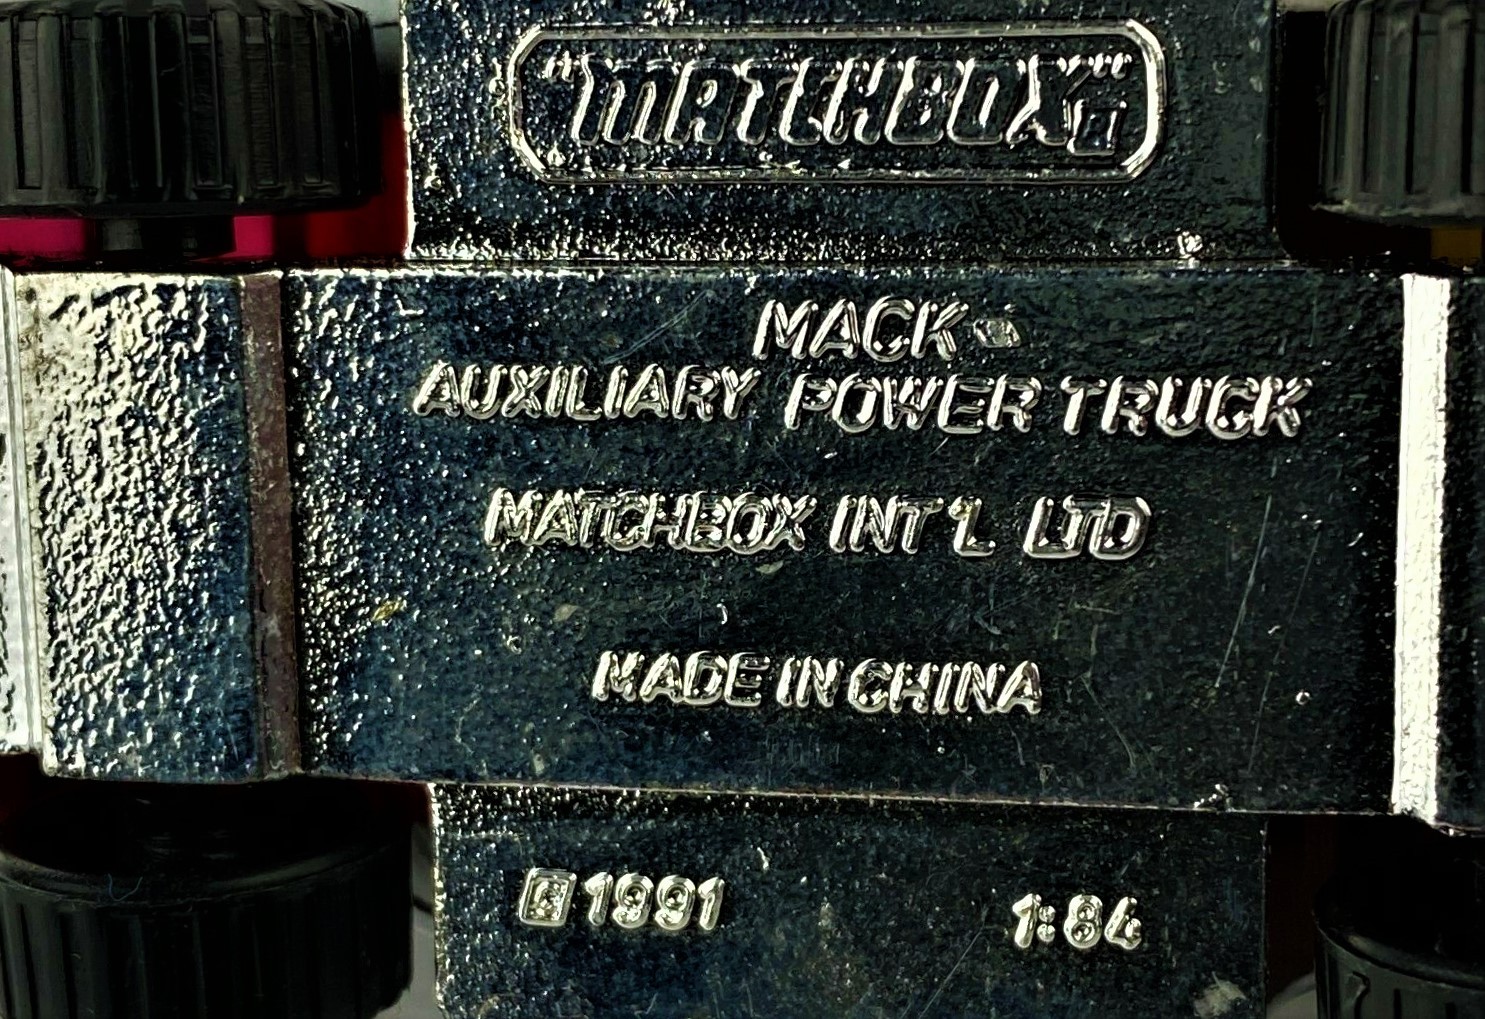 "MATCHBOX"
MACK
AUXILIARY POWER TRUCK
MATCHBOX INT'L LTD
MADE IN CHINA
© 1991 1:84